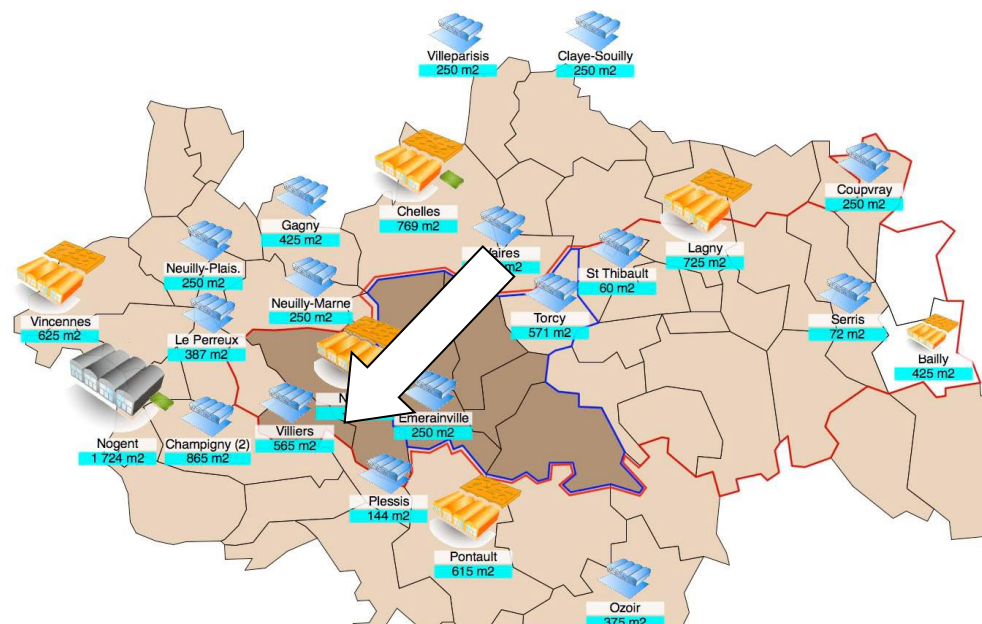 Villeparisis
250 m2
Claye-Souilly
250 m2
Coupvray
250 m2
Chelles
769 m2
Gagny
425 m2
Lagny
725 m2
Neuilly-Plais.
250 m2
St Thibault
60 m2
Neuilly-Marne
250 m2
Torcy
571 m2
Serris
72 m2
Vincennes
625 m2
Le Perreux
387 m2
Bailly
425 m2
Emerainville
250 m2
Villiers
565 m2
Nogent
1 724 m2
Champigny (2)
865 m2
Plessis
144 m2
Pontault
615 m2
Ozoir
375 m2